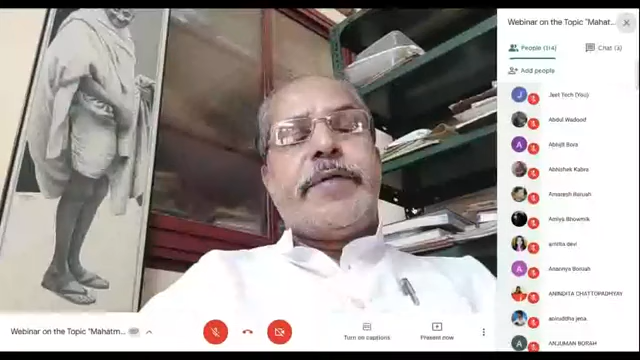 Webinar on the Topic "Mahat...
People (114)
Chat (3)
Add people
J
Jeet Tech (You)
Abdul Wadood
A
Abhijit Bora
Abhishek Kabra
Amaresh Boruah
Amiya Bhowmik
amrita devi
A
Anannya Boruah
ANINDITA CHATTOPADHYAY
aniruddha jena
A
ANJUMAN BORAH
Webinar on the Topic "Mahatm...
Turn on captions
Present now